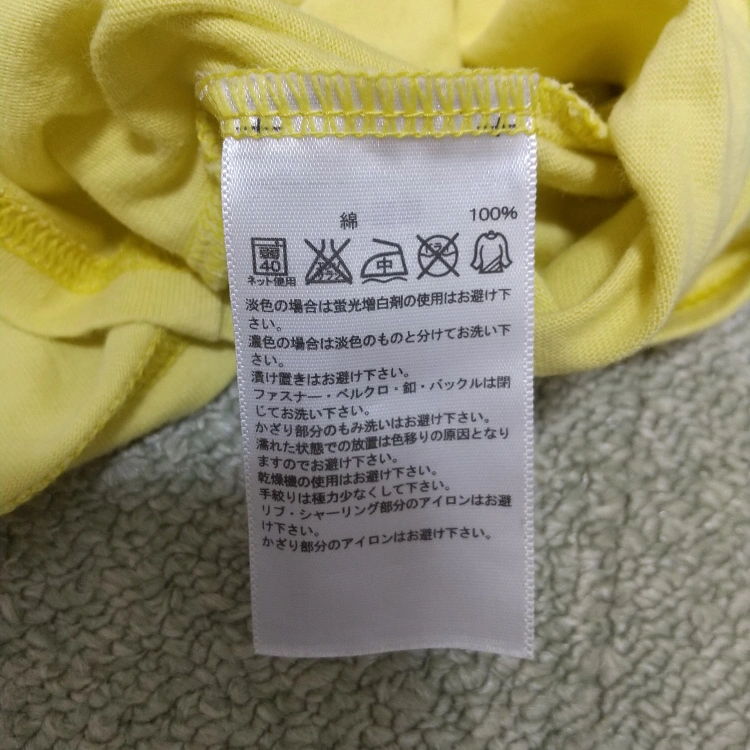 綿 100%
弱
40
ネット使用
中
ドライ
淡色の場合は蛍光増白剤の使用はお避け下
さい。
濃色の場合は淡色のものと分けてお洗い下
さい。
漬け置きはお避け下さい。
ファスナー・ベルクロ・釦・バックルは閉
じてお洗い下さい。
かざり部分のもみ洗いはお避け下さい。
濡れた状態での放置は色移りの原因となり
ますのでお避け下さい。
乾燥機の使用はお避け下さい。
手絞りは極力少なくして下さい。
リブ・シャーリング部分のアイロンはお避
け下さい。
かざり部分のアイロンはお避け下さい。